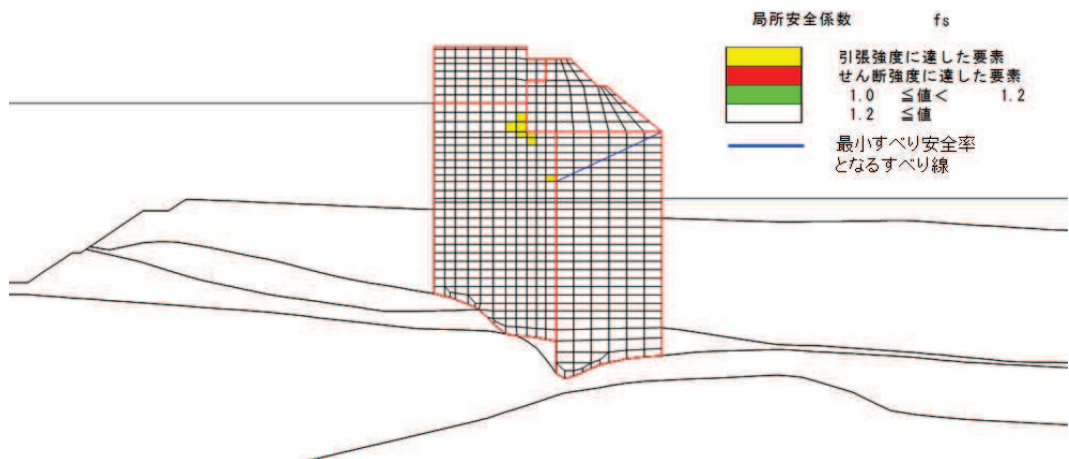 局所安全係数 fs
引張強度に達した要素
せん断強度に達した要素
1.0 ≦値< 1.2
1.2 ≦値
最小すべり安全率
となるすべり線